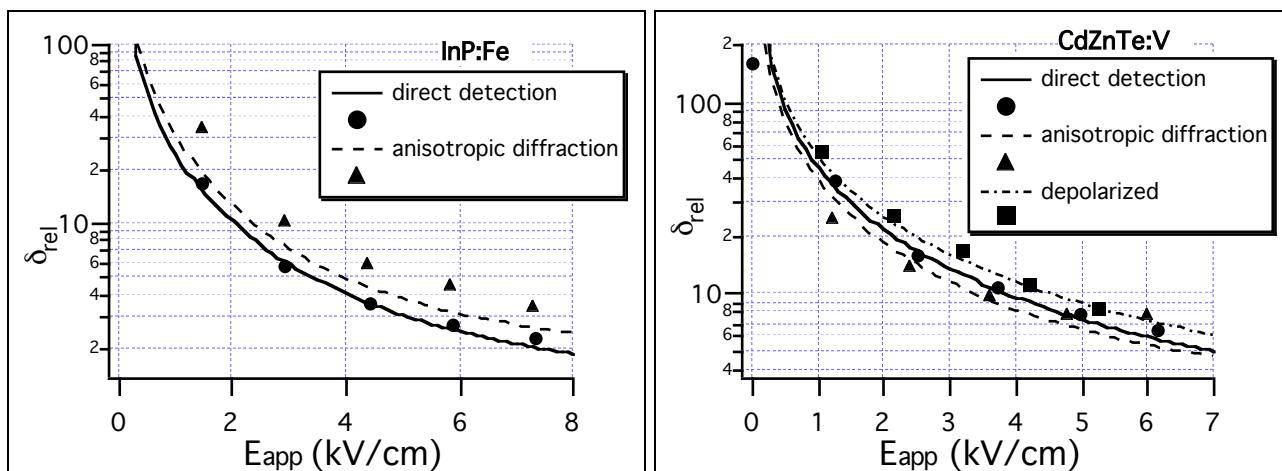 InP:Fe
direct detection
anisotropic diffraction
100
8
6
4
2
10
8
6
4
2
δrel
0 2 4 6 8
Eapp (kV/cm)
CdZnTe:V
direct detection
anisotropic diffraction
depolarized
2
100
8
6
4
2
10
8
6
4
δrel
0 1 2 3 4 5 6 7
Eapp (kV/cm)